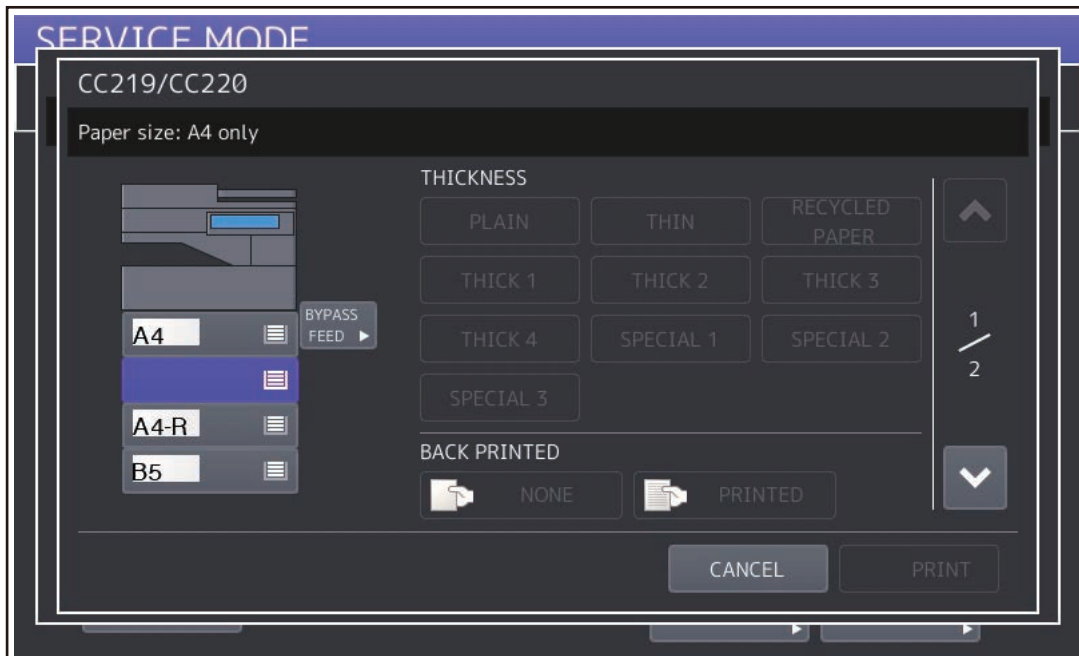 SERVICE MODE
CC219/CC220
Paper size: A4 only
THICKNESS
PLAIN
THIN
RECYCLED
PAPER
THICK 1
THICK 2
THICK 3
THICK 4
SPECIAL 1
SPECIAL 2
SPECIAL 3
A4
BYPASS
FEED
A4-R
B5
1
2
BACK PRINTED
NONE
PRINTED
CANCEL
PRINT